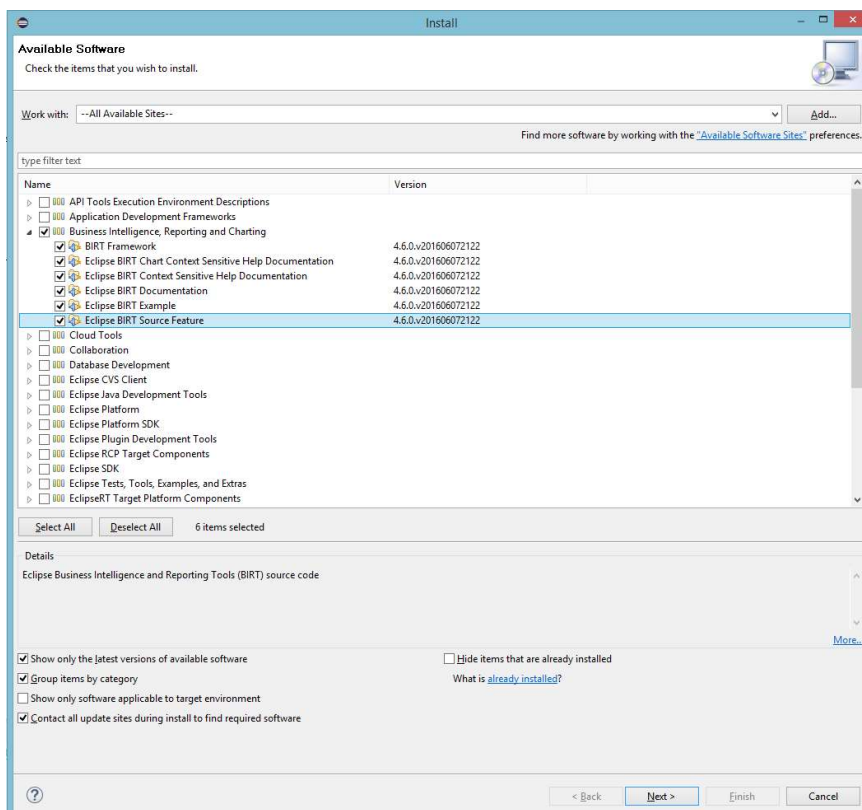 Install
Available Software
Check the items that you wish to install.
Work with: --All Available Sites-- Add...
Find more software by working with the "Available Software Sites" preferences.
type filter text
Name Version
API Tools Execution Environment Descriptions
Application Development Frameworks
Business Intelligence, Reporting and Charting
BIRT Framework 4.6.0.v201606072122
Eclipse BIRT Chart Context Sensitive Help Documentation 4.6.0.v201606072122
Eclipse BIRT Context Sensitive Help Documentation 4.6.0.v201606072122
Eclipse BIRT Documentation 4.6.0.v201606072122
Eclipse BIRT Example 4.6.0.v201606072122
Eclipse BIRT Source Feature 4.6.0.v201606072122
Cloud Tools
Collaboration
Database Development
Eclipse CVS Client
Eclipse Java Development Tools
Eclipse Platform
Eclipse Platform SDK
Eclipse Plugin Development Tools
Eclipse RCP Target Components
Eclipse SDK
Eclipse Tests, Tools, Examples, and Extras
EclipseRT Target Platform Components
Select All Deselect All 6 items selected
Details
Eclipse Business Intelligence and Reporting Tools (BIRT) source code
More...
Show only the latest versions of available software Hide items that are already installed
Group items by category What is already installed?
Show only software applicable to target environment
Contact all update sites during install to find required software
? < Back Next > Finish Cancel